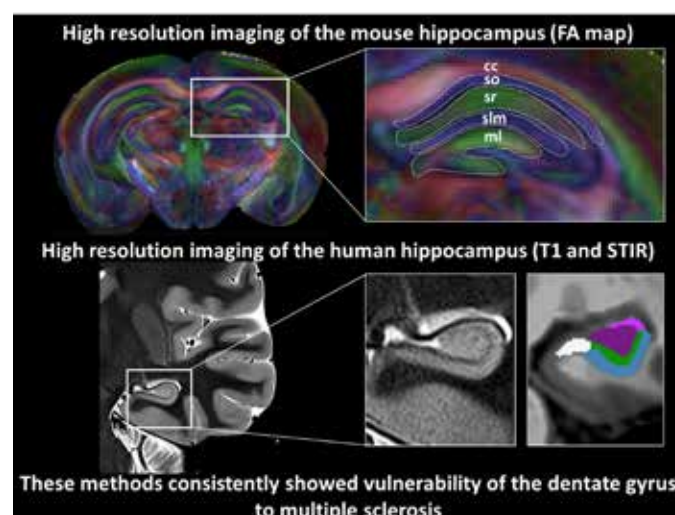 High resolution imaging of the mouse hippocampus (FA map)
cc
so
sr
slm
ml
High resolution imaging of the human hippocampus (T1 and STIR)
These methods consistently showed vulnerability of the dentate gyrus
to multiple sclerosis